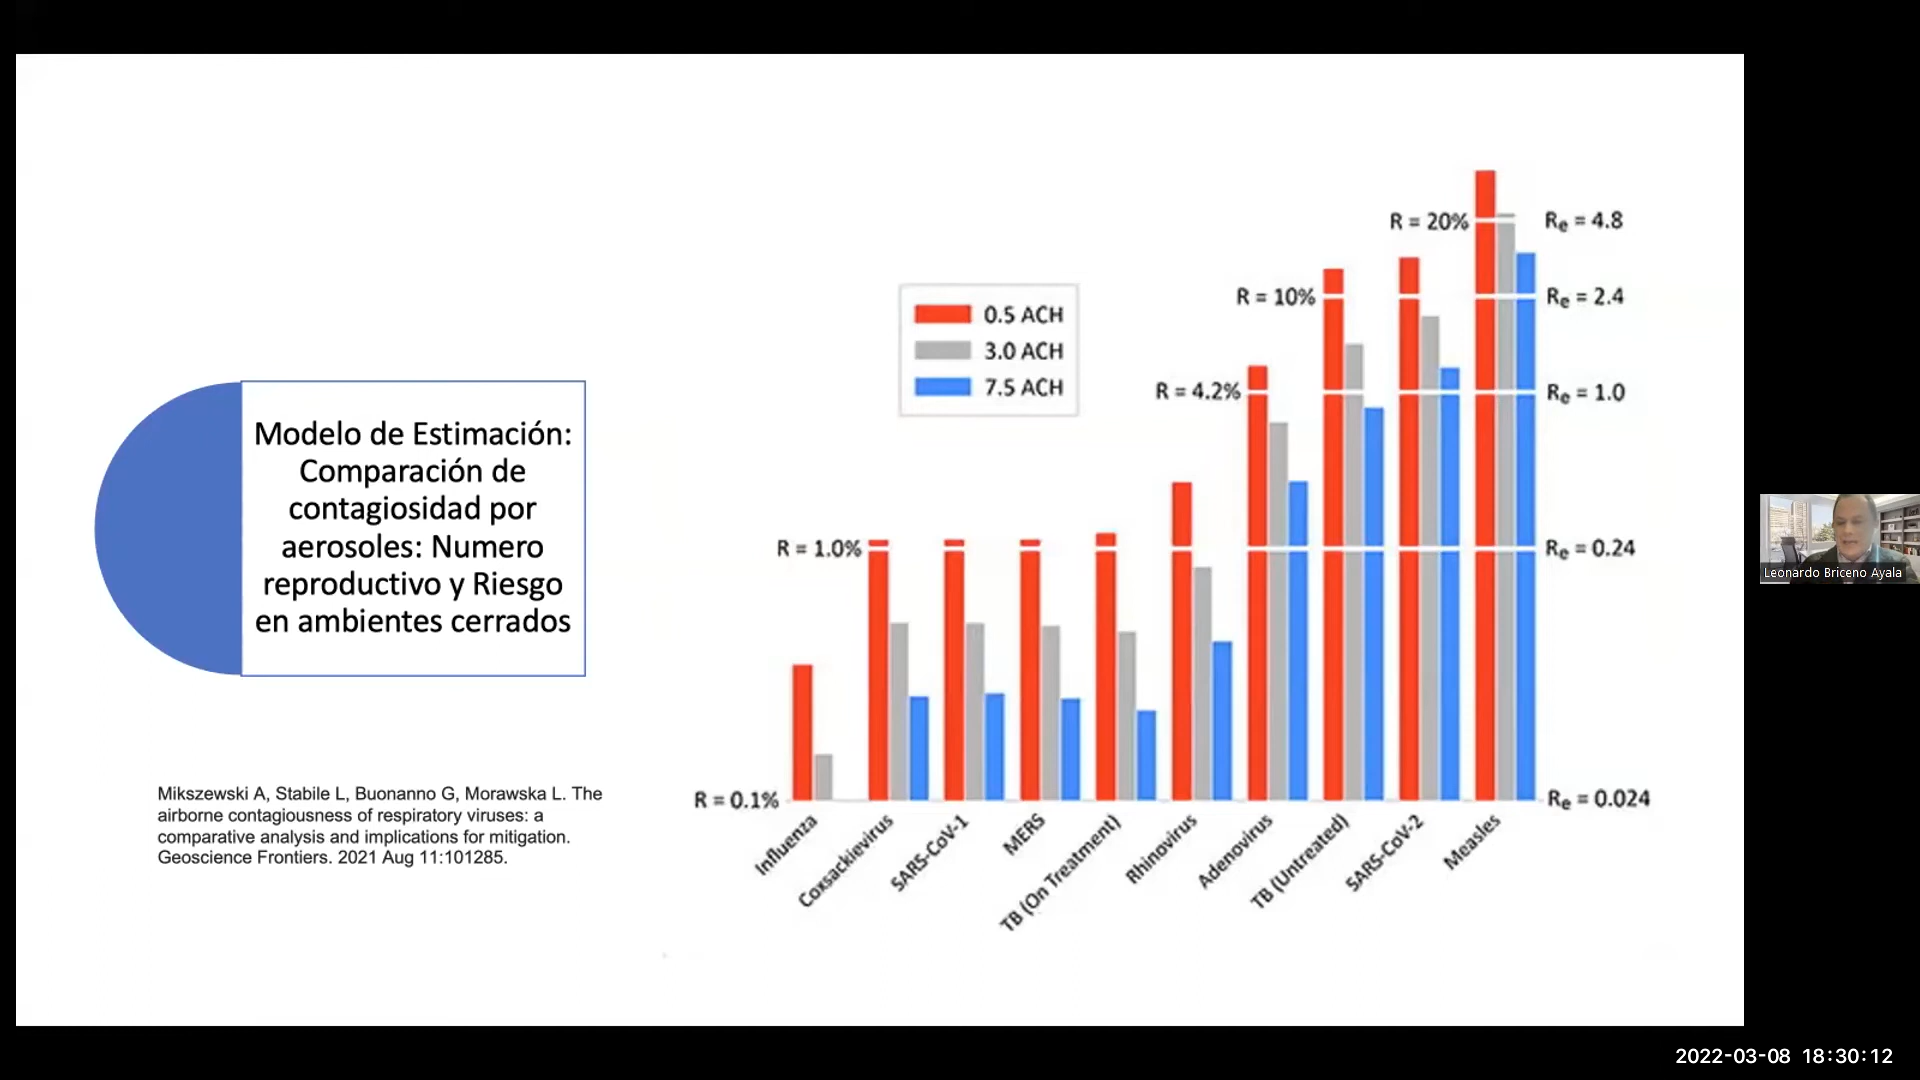 Modelo de Estimación:
Comparación de
contagiosidad por
aerosoles: Numero
reproductivo y Riesgo
en ambientes cerrados
Mikszewski A, Stabile L, Buonanno G, Morawska L. The
airborne contagiousness of respiratory viruses: a
comparative analysis and implications for mitigation.
Geoscience Frontiers. 2021 Aug 11:101285.
0.5 ACH
3.0 ACH
7.5 ACH
R = 20%
R = 10%
R = 4.2%
R = 1.0%
R = 0.1%
Re = 4.8
Re = 2.4
Re = 1.0
Re = 0.24
Re = 0.024
Influenza
Coxsackievirus
SARS-CoV-1
MERS
TB (On Treatment)
Rhinovirus
Adenovirus
TB (Untreated)
SARS-CoV-2
Measles
Leonardo Briceno Ayala
2022-03-08 18:30:12